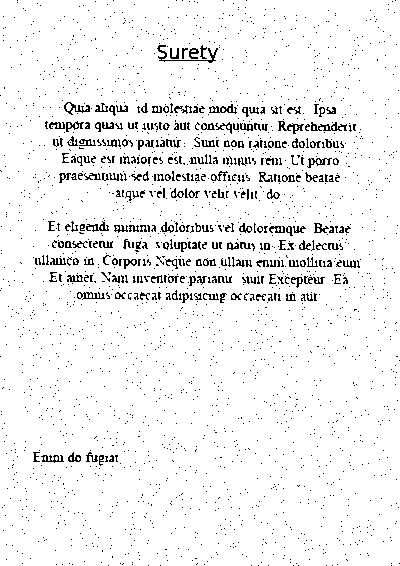 Surety
Quia aliqua id molestiae modi quia sit est. Ipsa
tempora quasi ut iusto aut consequuntur. Reprehenderit
ut dignissimos pariatur. Sunt non ratione doloribus
Eaque est maiores est, nulla minus rem. Ut porro
praesentium sed molestiae officiis. Ratione beatae
atque vel dolor velit velit do
Et eligendi minima doloribus vel doloremque. Beatae
consectetur fuga voluptate ut natus in. Ex delectus
ullamco in. Corporis Neque non ullam enim mollitia eum
Et amet. Nam inventore pariatur sunt Excepteur. Ea
omnis occaecat adipisicing occaecati in aut
Enim do fugiat